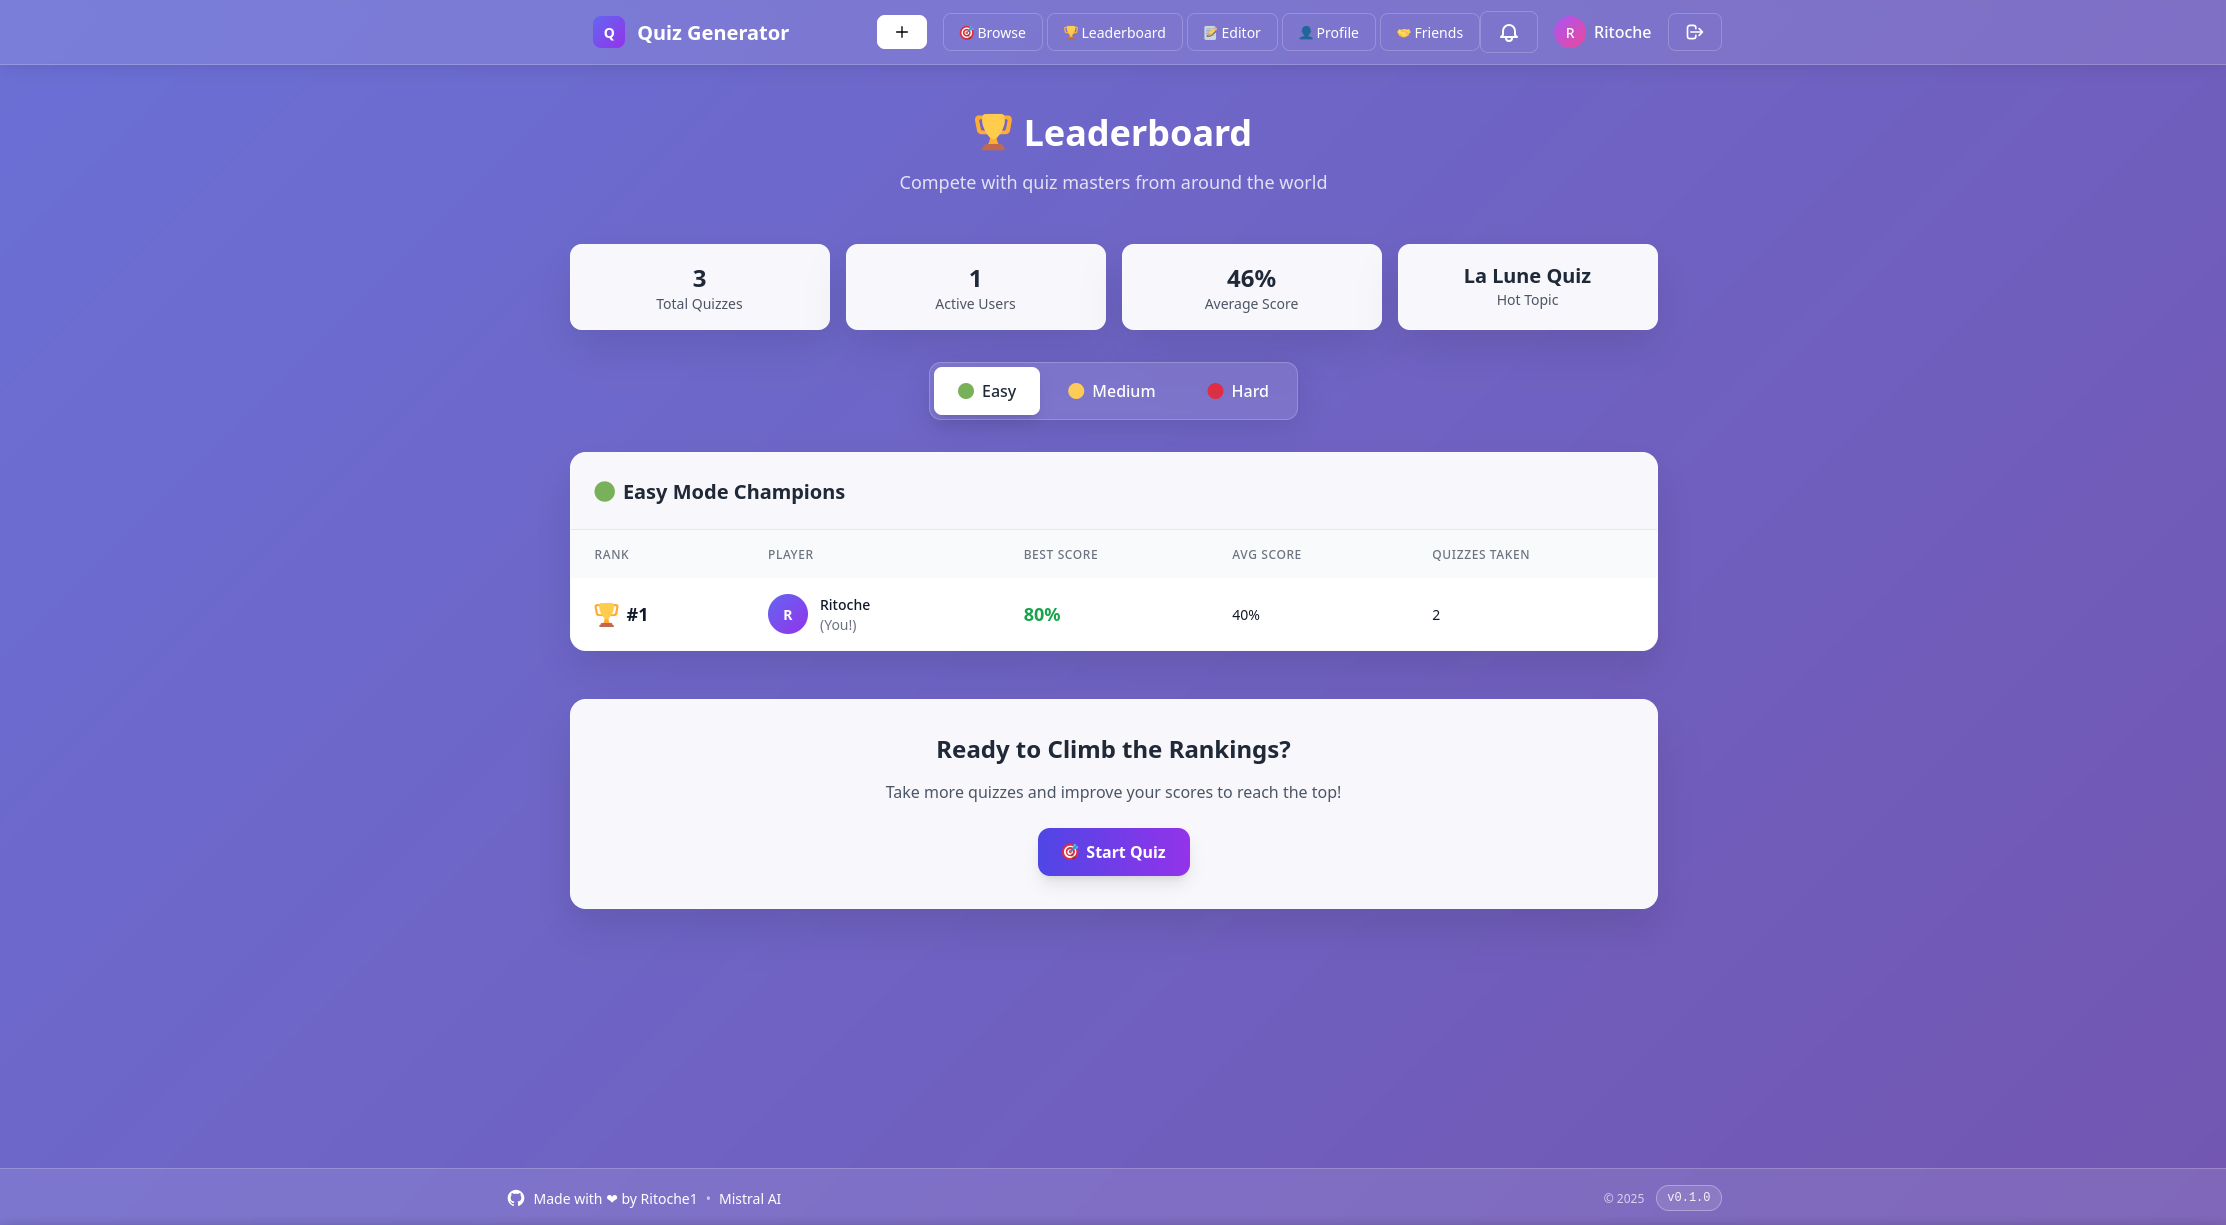 Q Quiz Generator
+ Browse Leaderboard Editor Profile Friends R Ritoche
Leaderboard
Compete with quiz masters from around the world
3
Total Quizzes
1
Active Users
46%
Average Score
La Lune Quiz
Hot Topic
Easy Medium Hard
Easy Mode Champions
RANK PLAYER BEST SCORE AVG SCORE QUIZZES TAKEN
#1 R Ritoche 80% 40% 2
(You!)
Ready to Climb the Rankings?
Take more quizzes and improve your scores to reach the top!
Start Quiz
Made with ❤ by Ritoche1 • Mistral AI © 2025 v0.1.0